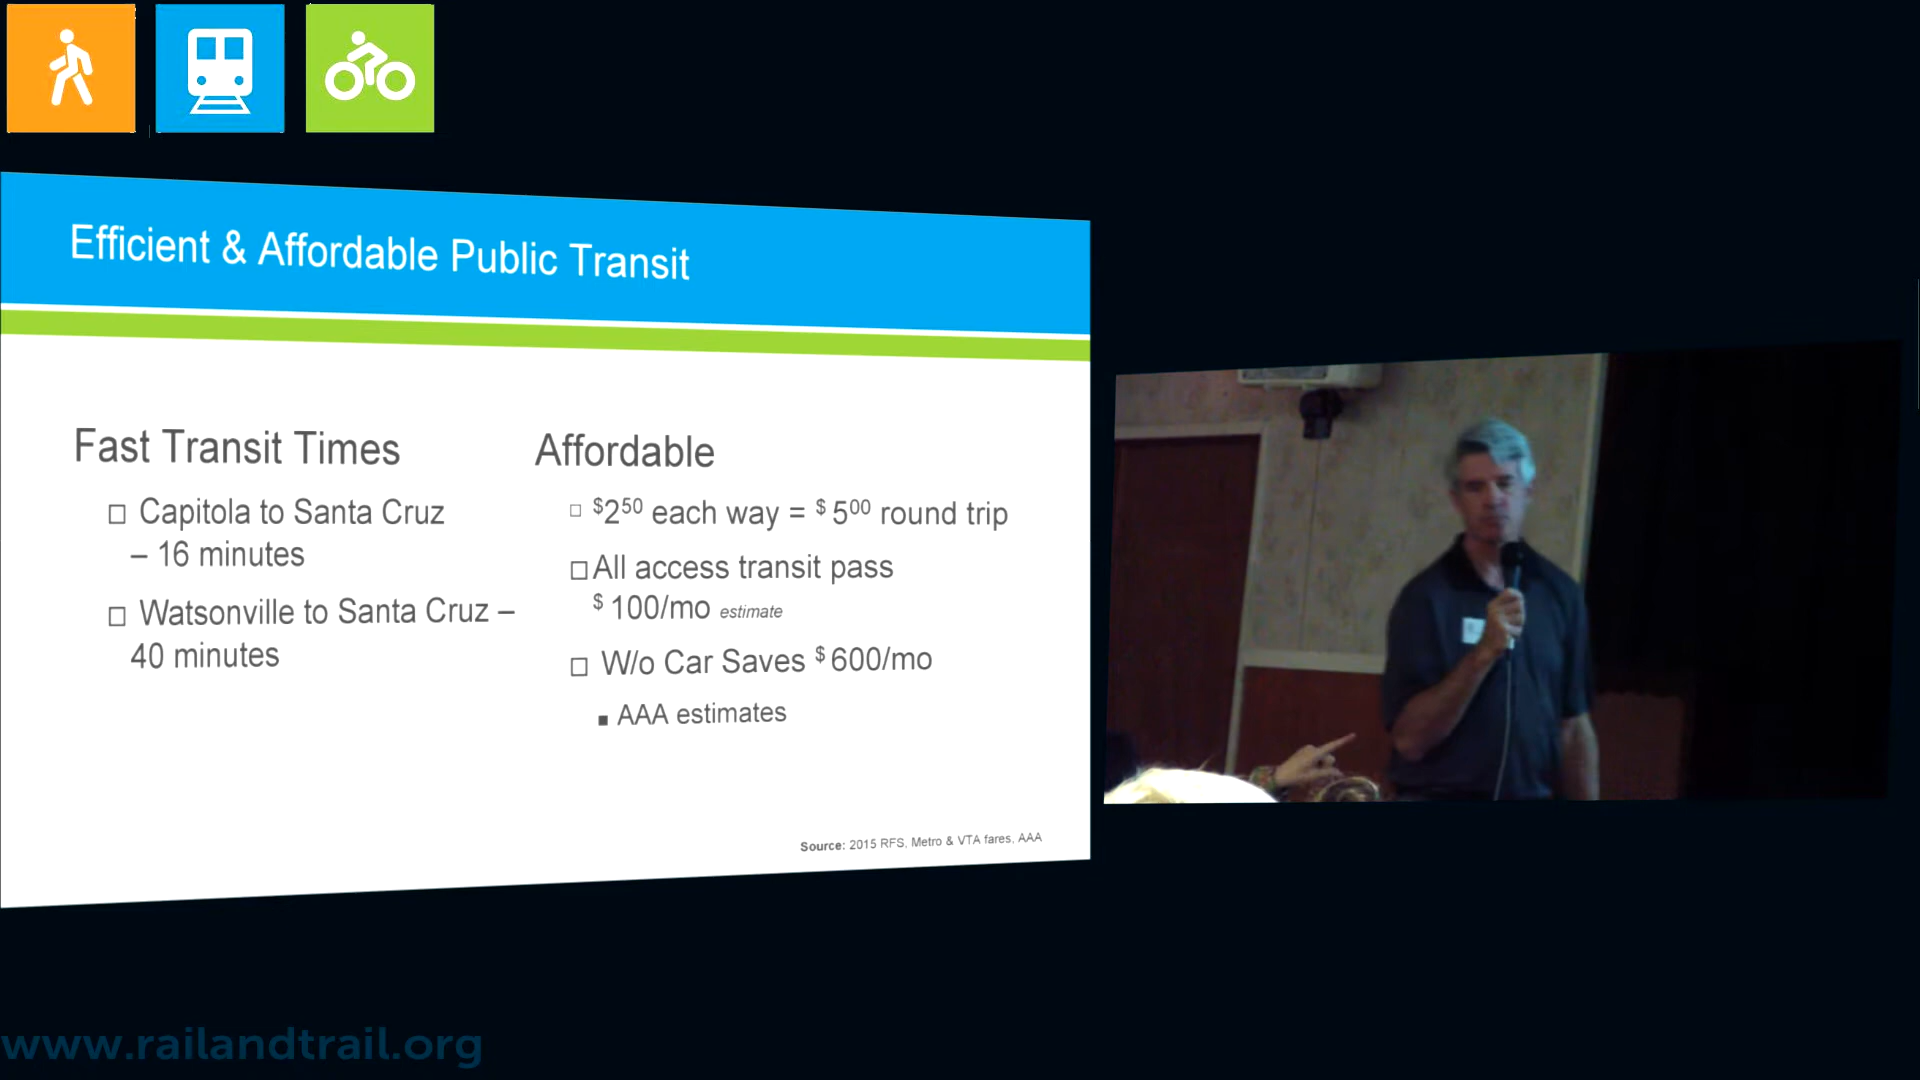 Efficient & Affordable Public Transit
Fast Transit Times
Capitola to Santa Cruz
– 16 minutes
Watsonville to Santa Cruz –
40 minutes
Affordable
$2⁵⁰ each way = $5⁰⁰ round trip
All access transit pass
$100/mo estimate
W/o Car Saves $600/mo
AAA estimates
Source: 2015 RFS, Metro & VTA fares, AAA
www.railandtrail.org